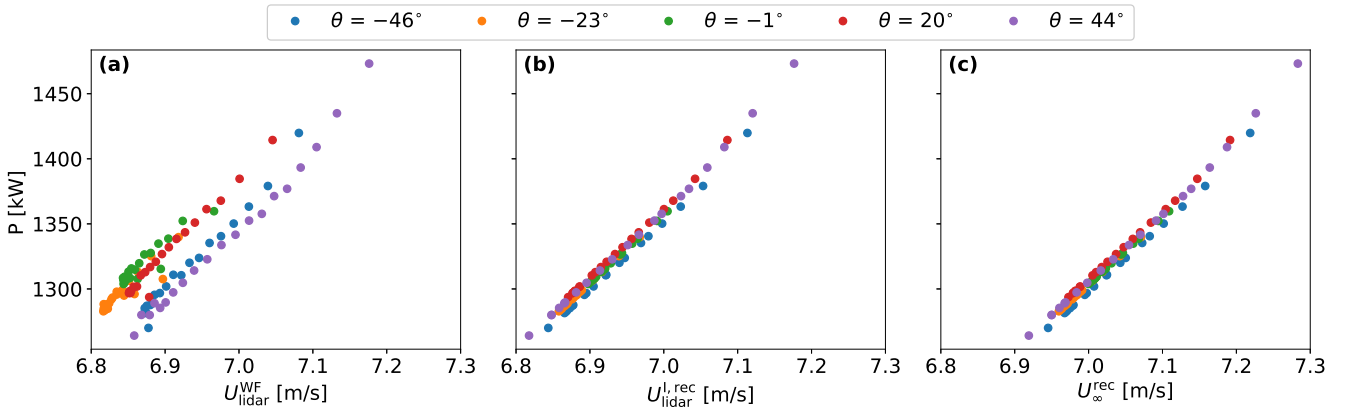 θ = −46° θ = −23° θ = −1° θ = 20° θ = 44°
(a) (b) (c)
P [kW]
1450
1400
1350
1300
6.8 6.9 7.0 7.1 7.2 7.3 6.8 6.9 7.0 7.1 7.2 7.3 6.8 6.9 7.0 7.1 7.2 7.3
U^WF_lidar [m/s] U^I,rec_lidar [m/s] U^rec_∞ [m/s]